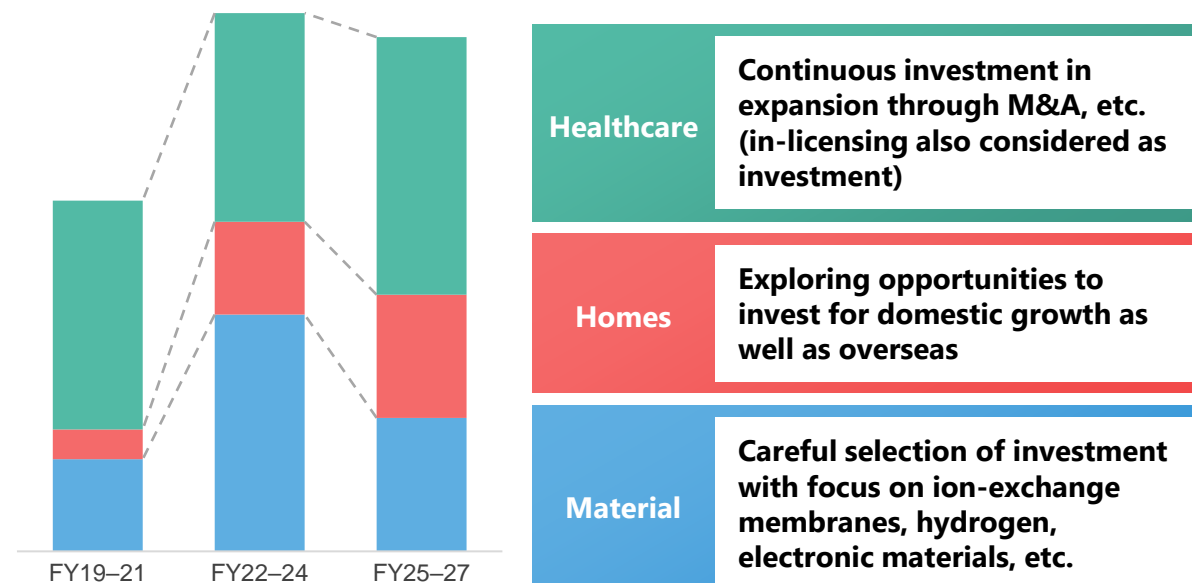 FY19–21
FY22–24
FY25–27
Healthcare
Continuous investment in
expansion through M&A, etc.
(in-licensing also considered as
investment)
Homes
Exploring opportunities to
invest for domestic growth as
well as overseas
Material
Careful selection of investment
with focus on ion-exchange
membranes, hydrogen,
electronic materials, etc.